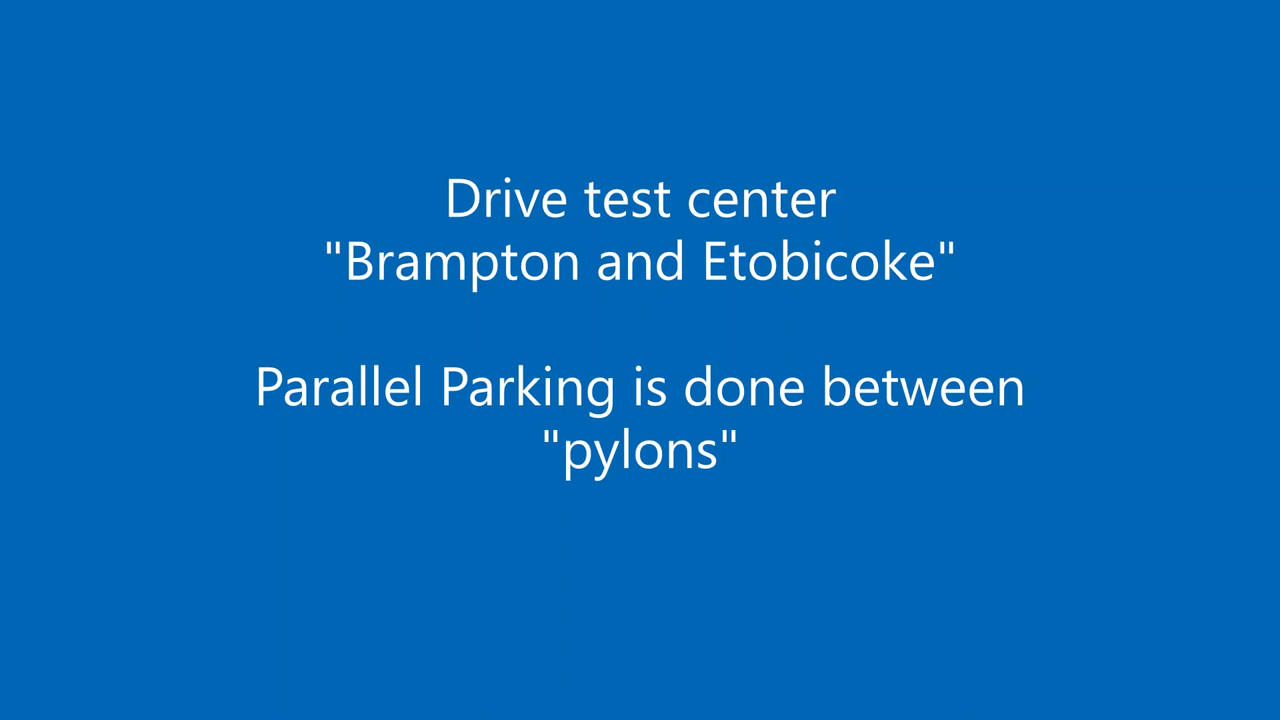 Drive test center
"Brampton and Etobicoke"
Parallel Parking is done between
"pylons"